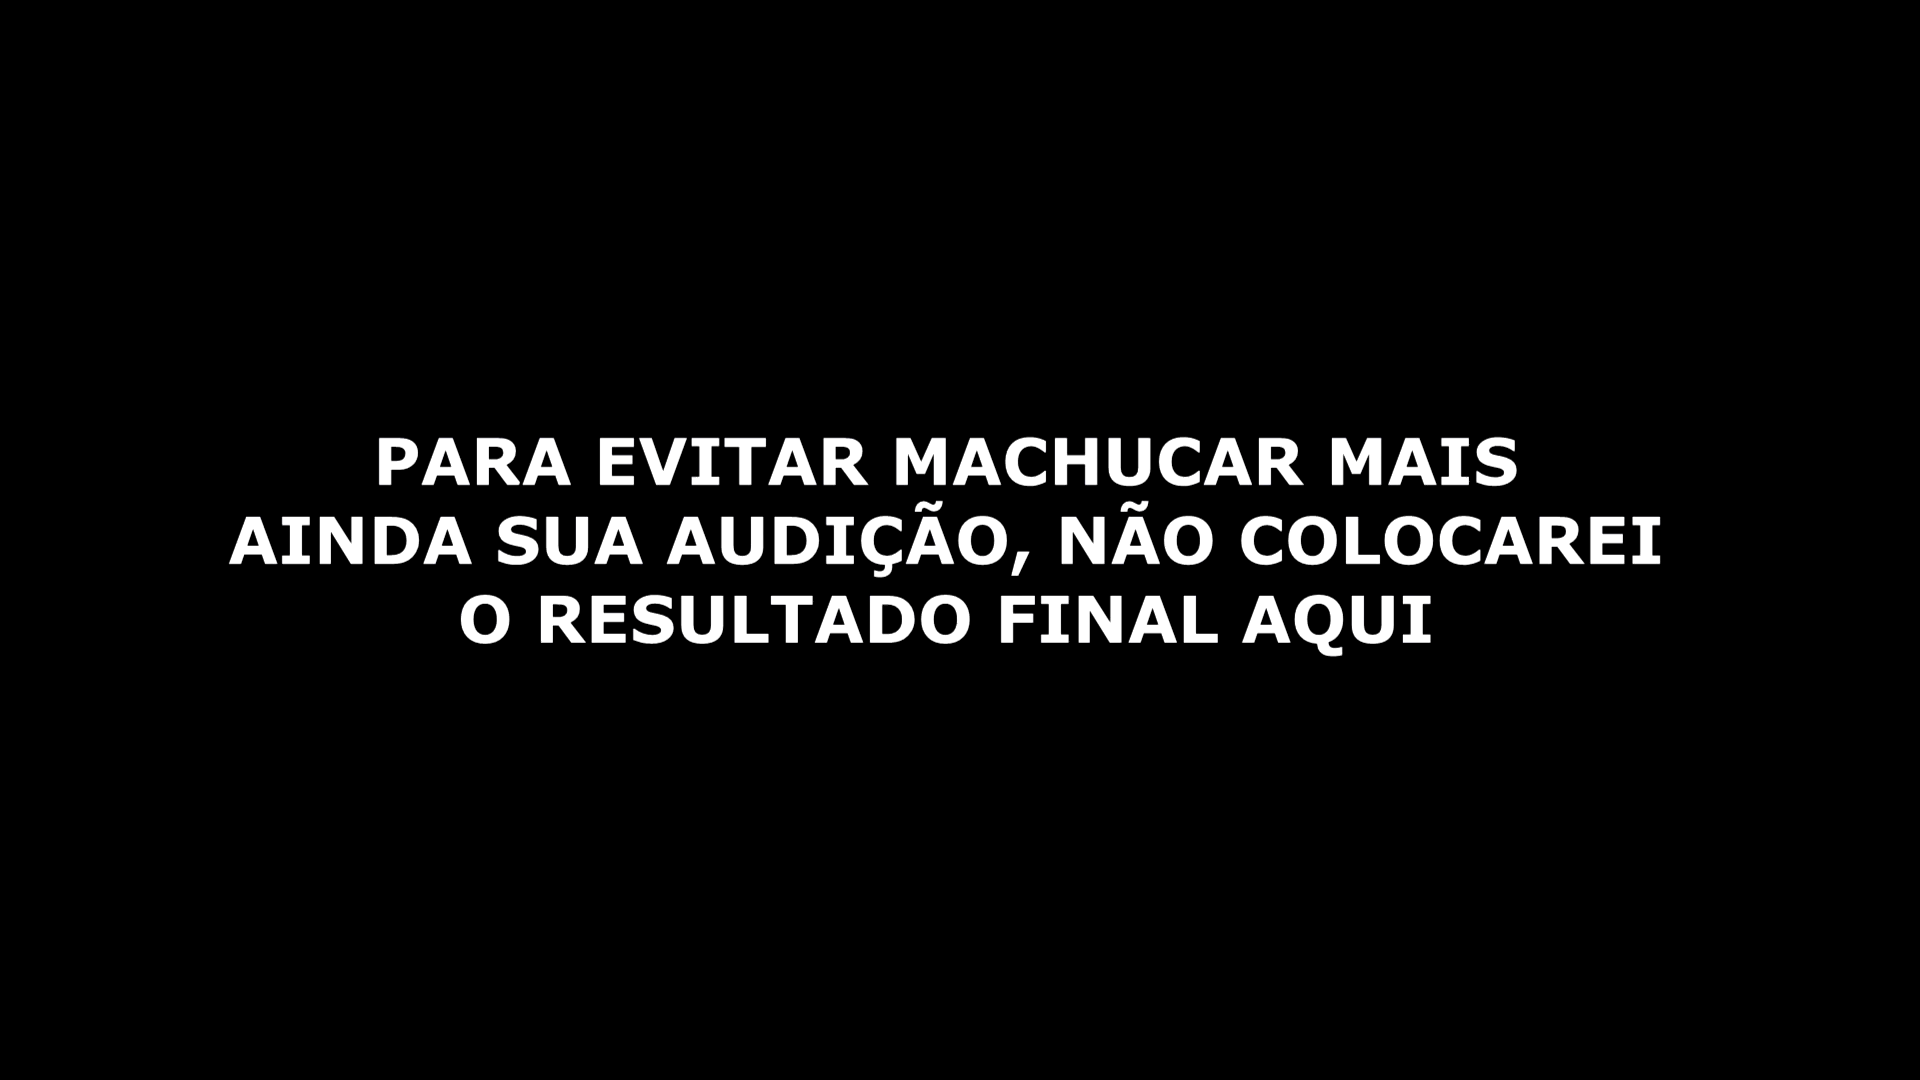 PARA EVITAR MACHUCAR MAIS
AINDA SUA AUDIÇÃO, NÃO COLOCAREI
O RESULTADO FINAL AQUI